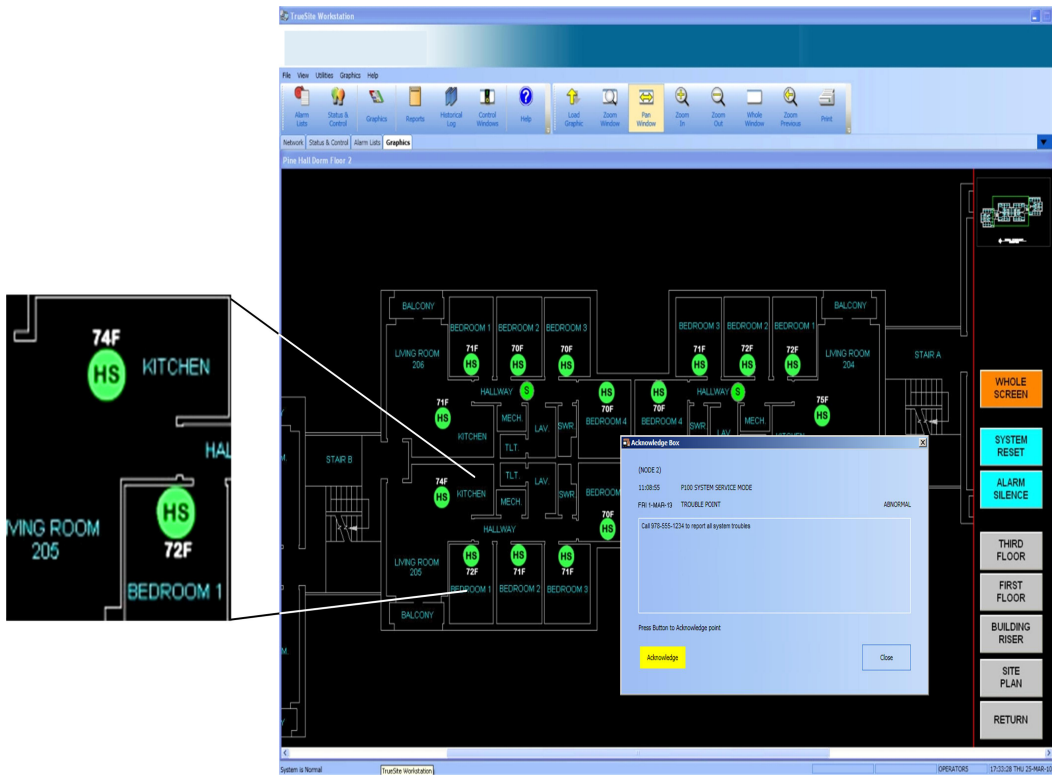 TrueSite Workstation
File View Utilities Graphics Help
Alarm Lists
Status & Control
Graphics
Reports
Historical Log
Control Windows
Help
Load Graphic
Zoom Window
Pan Window
Zoom In
Zoom Out
Whole Window
Zoom Previous
Print
Network Status & Control Alarm Lists Graphics
Pine Hall Dorm Floor 2
74F
HS
KITCHEN
HAL
HS
72F
VING ROOM
205
BEDROOM 1
BALCONY
BEDROOM 1 BEDROOM 2 BEDROOM 3
LIVING ROOM
206
71F 70F 70F
HS HS HS
HALLWAY S
71F
HS
KITCHEN
MECH.
TLT.
LAV.
SWR.
HS
70F
BEDROOM 4
BALCONY
BEDROOM 3 BEDROOM 2 BEDROOM 1
LIVING ROOM
204
71F 72F 72F
HS HS HS
HALLWAY S
75F
HS
HS
70F
BEDROOM 4
SWR.
LAV.
MECH.
STAIR A
M.
STAIR B
74F
HS
KITCHEN
TLT.
MECH.
LAV.
SWR.
BEDROOM
70F
HS
HALLWAY
LIVING ROOM
205
HS HS HS
72F 71F 71F
BEDROOM 1 BEDROOM 2 BEDROOM 3
BALCONY
M.
Y
Acknowledge Box
(NODE 2)
11:08:55 P100 SYSTEM SERVICE MODE
FRI 1-MAR-13 TROUBLE POINT ABNORMAL
Call 978-555-1234 to report all system troubles
Press Button to Acknowledge point
Acknowledge
Close
WHOLE
SCREEN
SYSTEM
RESET
ALARM
SILENCE
THIRD
FLOOR
FIRST
FLOOR
BUILDING
RISER
SITE
PLAN
RETURN
System is Normal
TrueSite Workstation
OPERATORS
17:33:28 THU 25-MAR-10